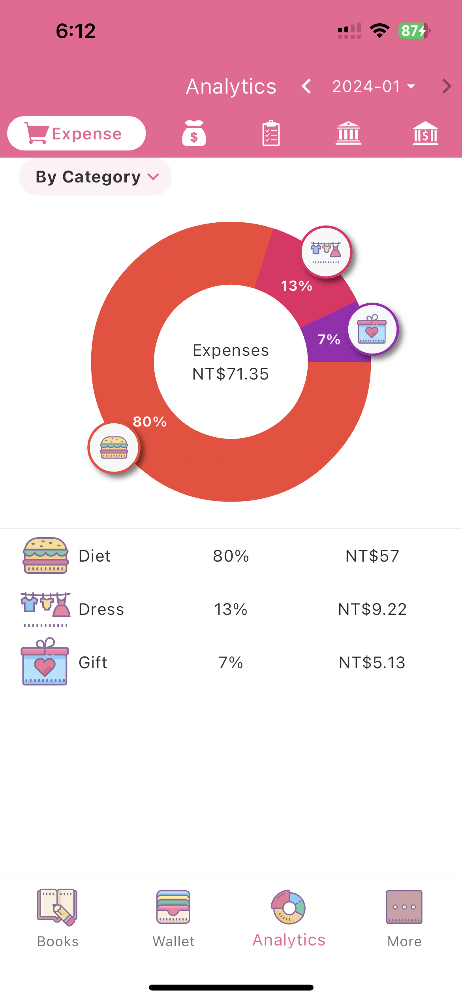 6:12
87
Analytics
2024-01
Expense
$
$
By Category
13%
7%
Expenses
NT$71.35
80%
Diet 80% NT$57
Dress 13% NT$9.22
Gift 7% NT$5.13
Books Wallet Analytics More